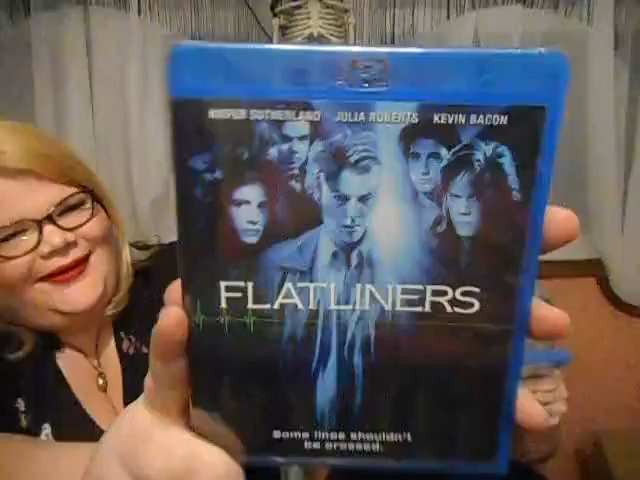 KIEFER SUTHERLAND JULIA ROBERTS KEVIN BACON
FLATLINERS
Some lines shouldn't
be crossed.